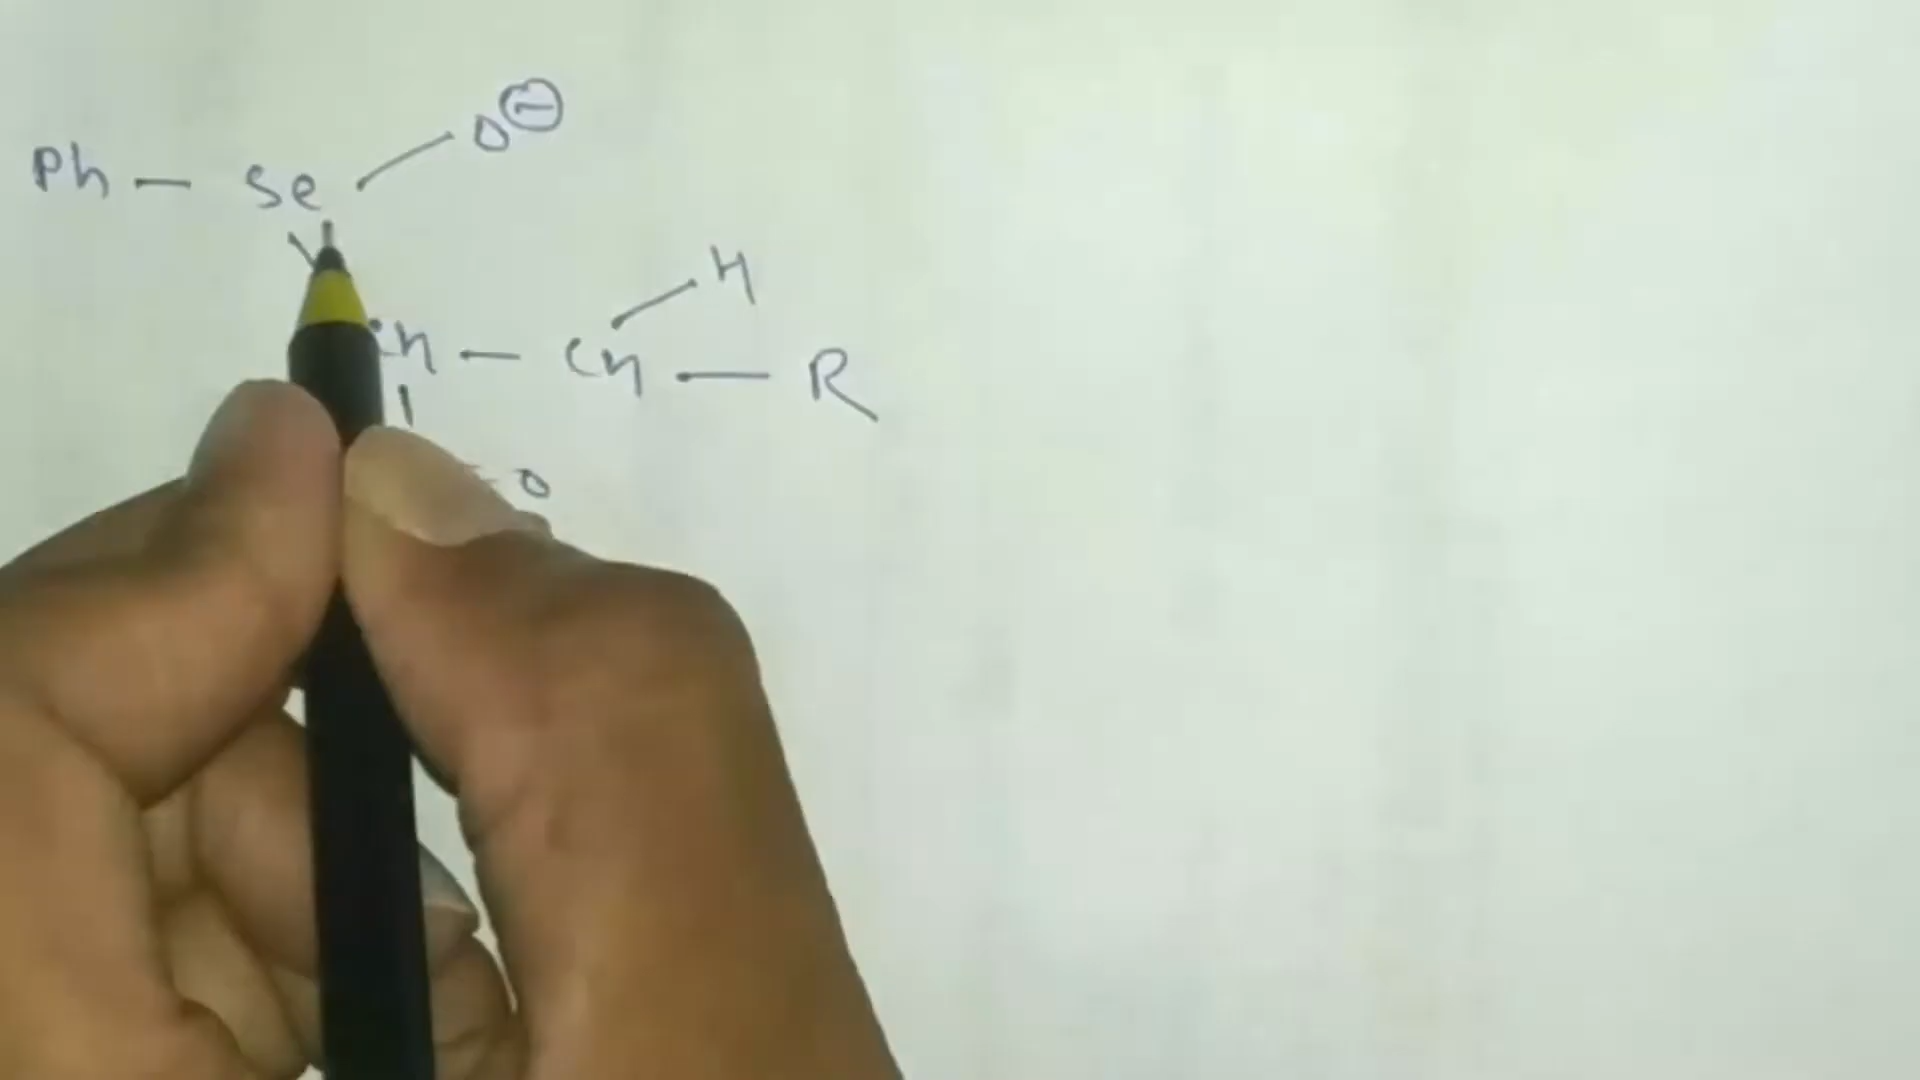 Ph — Se — O⊖
H
CH — CH — R
O